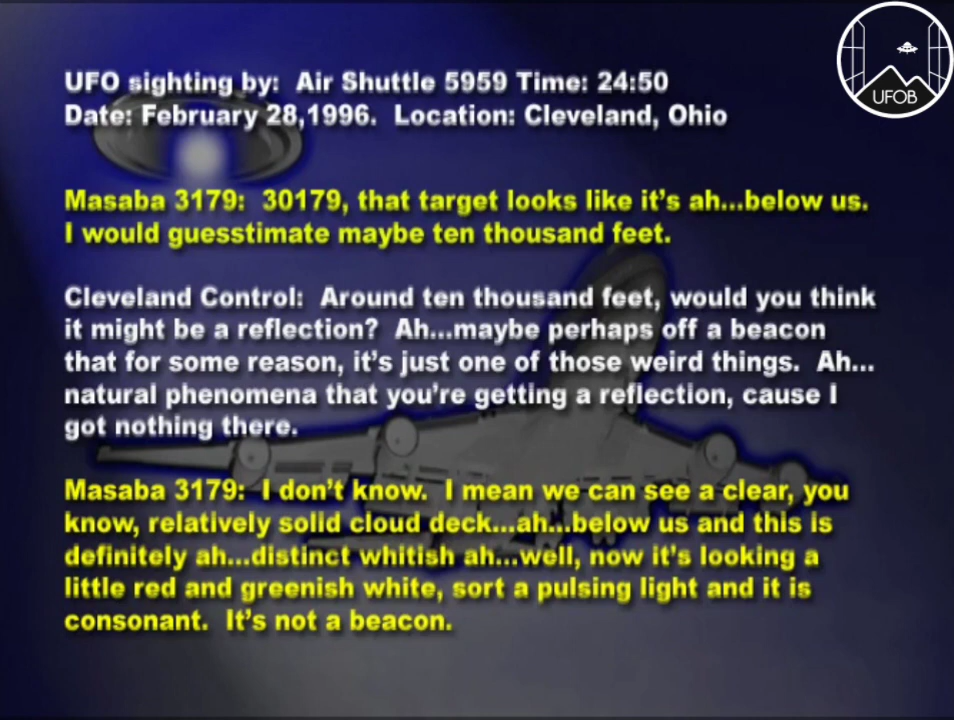 UFO sighting by: Air Shuttle 5959 Time: 24:50
Date: February 28,1996. Location: Cleveland, Ohio
UFOB
Masaba 3179: 30179, that target looks like it's ah...below us.
I would guesstimate maybe ten thousand feet.
Cleveland Control: Around ten thousand feet, would you think
it might be a reflection? Ah...maybe perhaps off a beacon
that for some reason, it's just one of those weird things. Ah...
natural phenomena that you're getting a reflection, cause I
got nothing there.
Masaba 3179: I don't know. I mean we can see a clear, you
know, relatively solid cloud deck...ah...below us and this is
definitely ah...distinct whitish ah...well, now it's looking a
little red and greenish white, sort a pulsing light and it is
consonant. It's not a beacon.